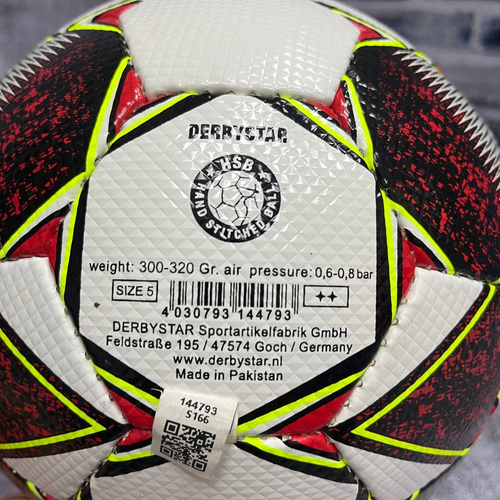 DERBYSTAR
HSB
HAND STITCHED BALL
weight: 300-320 Gr. air pressure: 0,6-0,8 bar
SIZE 5
4 030793 144793
DERBYSTAR Sportartikelfabrik GmbH
Feldstraße 195 / 47574 Goch / Germany
www.derbystar.nl
Made in Pakistan
144793
S166